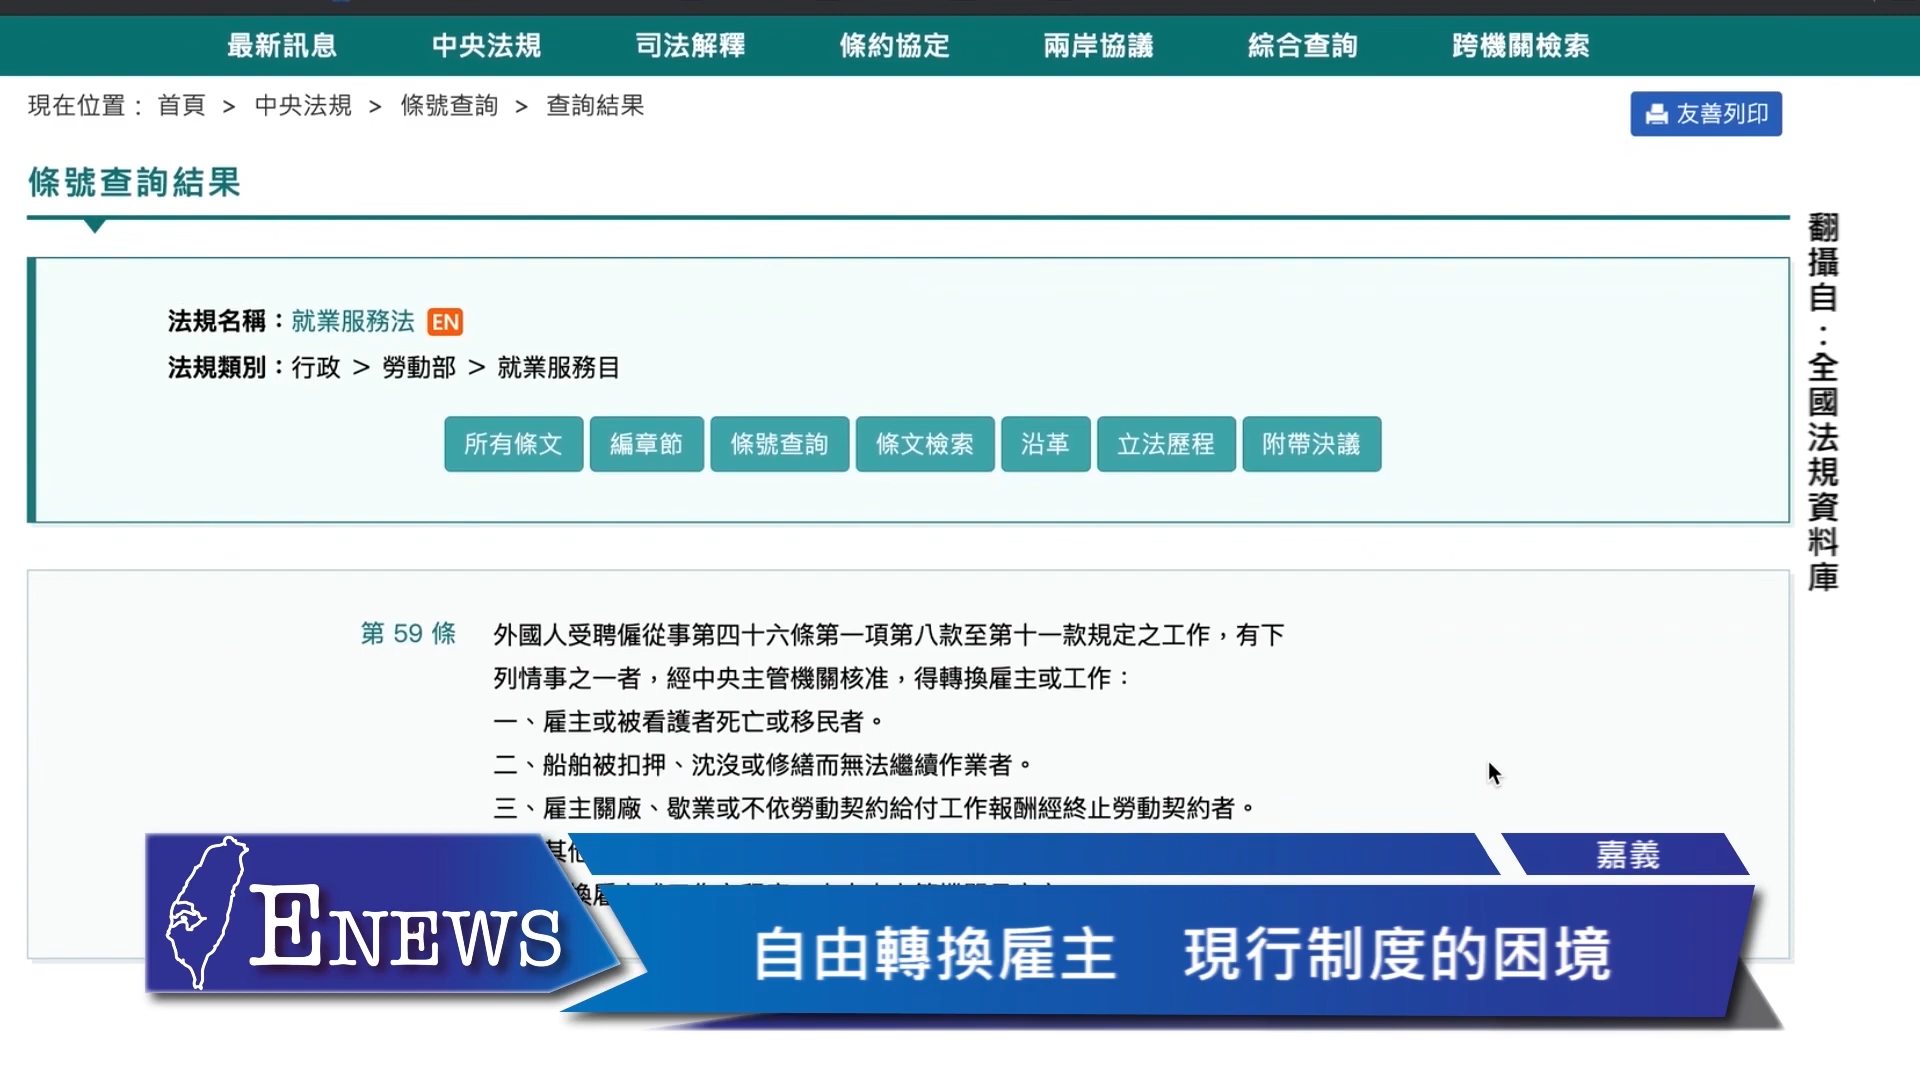 最新訊息 中央法規 司法解釋 條約協定 兩岸協議 綜合查詢 跨機關檢索
現在位置： 首頁 > 中央法規 > 條號查詢 > 查詢結果
友善列印
條號查詢結果
翻攝自：全國法規資料庫
法規名稱：就業服務法 EN
法規類別：行政 > 勞動部 > 就業服務目
所有條文 編章節 條號查詢 條文檢索 沿革 立法歷程 附帶決議
第 59 條
外國人受聘僱從事第四十六條第一項第八款至第十一款規定之工作，有下
列情事之一者，經中央主管機關核准，得轉換雇主或工作：
一、雇主或被看護者死亡或移民者。
二、船舶被扣押、沈沒或修繕而無法繼續作業者。
三、雇主關廠、歇業或不依勞動契約給付工作報酬經終止勞動契約者。
其他
換雇
嘉義
ENEWS
自由轉換雇主 現行制度的困境